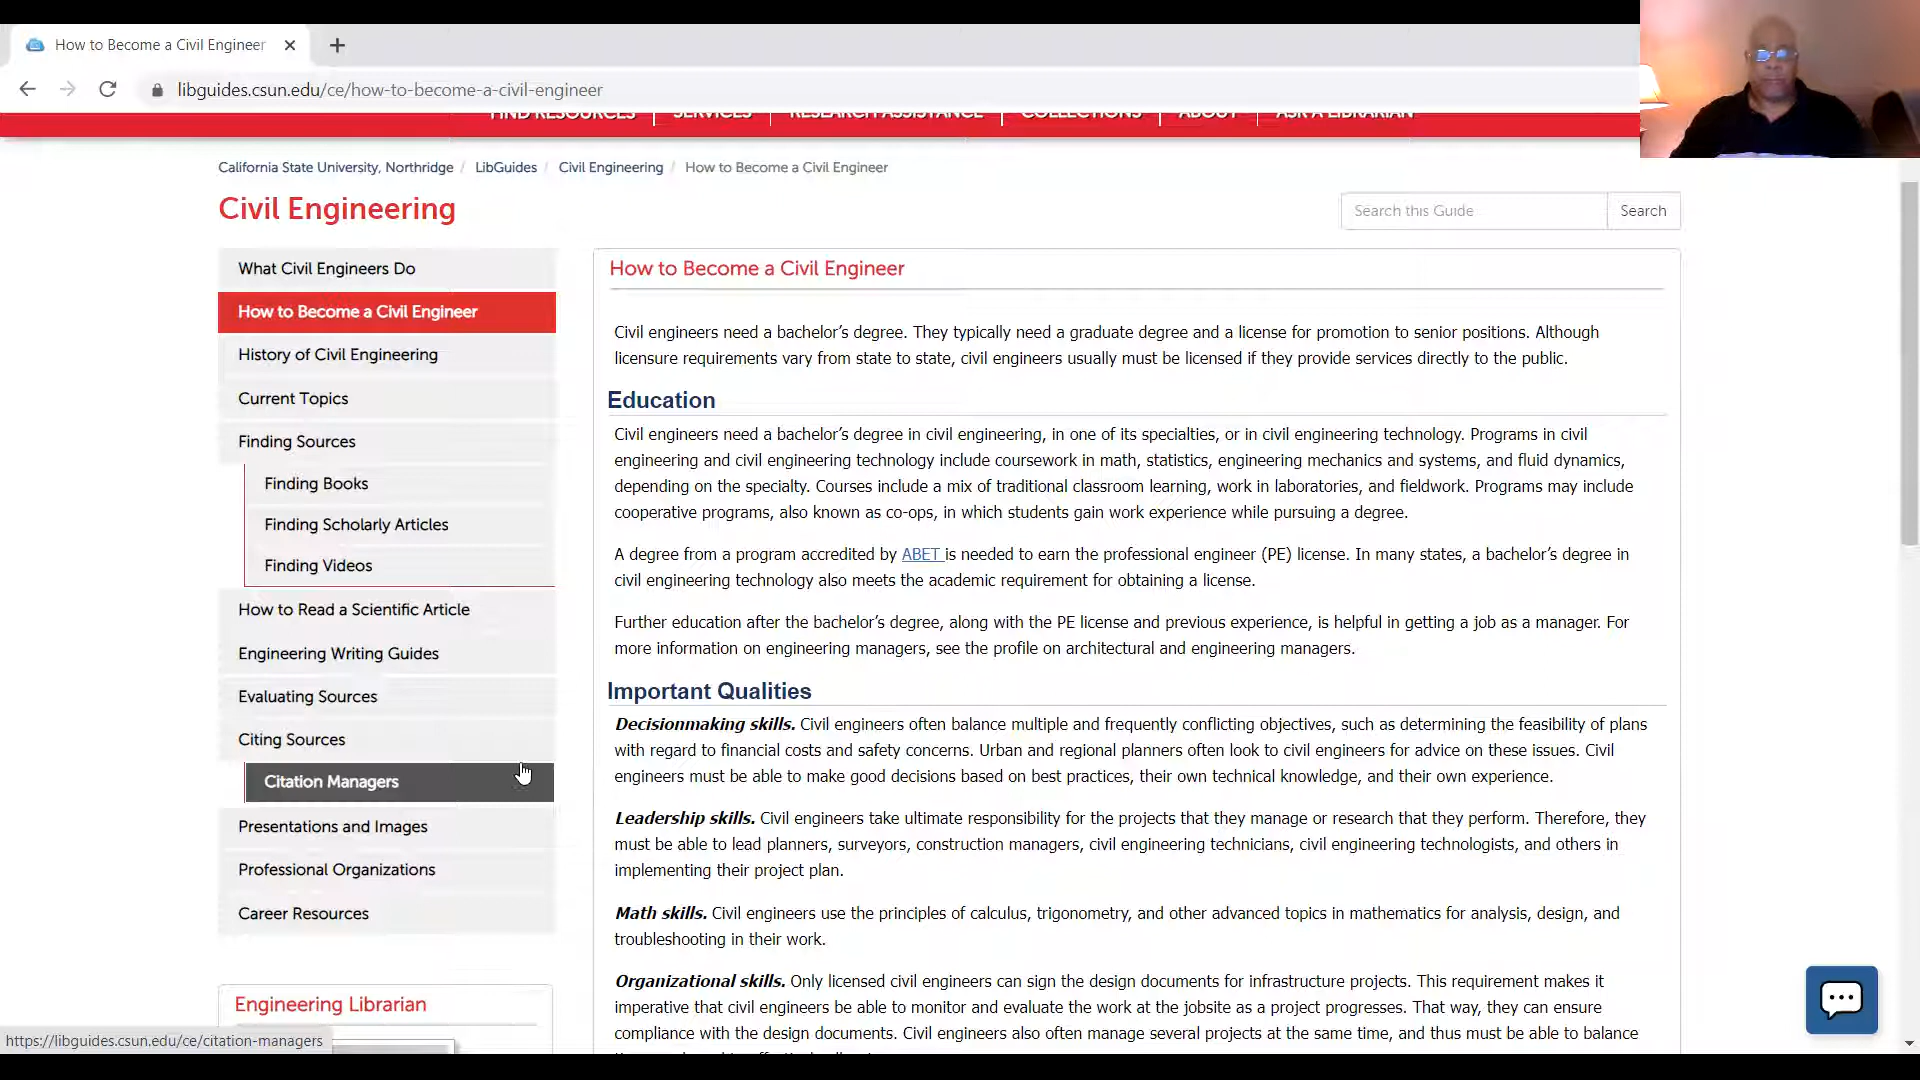 How to Become a Civil Engineer
libguides.csun.edu/ce/how-to-become-a-civil-engineer
FIND RESOURCES SERVICES RESEARCH ASSISTANCE COLLECTIONS ABOUT ASK A LIBRARIAN
California State University, Northridge / LibGuides / Civil Engineering / How to Become a Civil Engineer
Civil Engineering
Search this Guide
Search
What Civil Engineers Do
How to Become a Civil Engineer
History of Civil Engineering
Current Topics
Finding Sources
Finding Books
Finding Scholarly Articles
Finding Videos
How to Read a Scientific Article
Engineering Writing Guides
Evaluating Sources
Citing Sources
Citation Managers
Presentations and Images
Professional Organizations
Career Resources
Engineering Librarian
https://libguides.csun.edu/ce/citation-managers
How to Become a Civil Engineer
Civil engineers need a bachelor’s degree. They typically need a graduate degree and a license for promotion to senior positions. Although
licensure requirements vary from state to state, civil engineers usually must be licensed if they provide services directly to the public.
Education
Civil engineers need a bachelor’s degree in civil engineering, in one of its specialties, or in civil engineering technology. Programs in civil
engineering and civil engineering technology include coursework in math, statistics, engineering mechanics and systems, and fluid dynamics,
depending on the specialty. Courses include a mix of traditional classroom learning, work in laboratories, and fieldwork. Programs may include
cooperative programs, also known as co-ops, in which students gain work experience while pursuing a degree.
A degree from a program accredited by ABET is needed to earn the professional engineer (PE) license. In many states, a bachelor’s degree in
civil engineering technology also meets the academic requirement for obtaining a license.
Further education after the bachelor’s degree, along with the PE license and previous experience, is helpful in getting a job as a manager. For
more information on engineering managers, see the profile on architectural and engineering managers.
Important Qualities
Decisionmaking skills. Civil engineers often balance multiple and frequently conflicting objectives, such as determining the feasibility of plans
with regard to financial costs and safety concerns. Urban and regional planners often look to civil engineers for advice on these issues. Civil
engineers must be able to make good decisions based on best practices, their own technical knowledge, and their own experience.
Leadership skills. Civil engineers take ultimate responsibility for the projects that they manage or research that they perform. Therefore, they
must be able to lead planners, surveyors, construction managers, civil engineering technicians, civil engineering technologists, and others in
implementing their project plan.
Math skills. Civil engineers use the principles of calculus, trigonometry, and other advanced topics in mathematics for analysis, design, and
troubleshooting in their work.
Organizational skills. Only licensed civil engineers can sign the design documents for infrastructure projects. This requirement makes it
imperative that civil engineers be able to monitor and evaluate the work at the jobsite as a project progresses. That way, they can ensure
compliance with the design documents. Civil engineers also often manage several projects at the same time, and thus must be able to balance